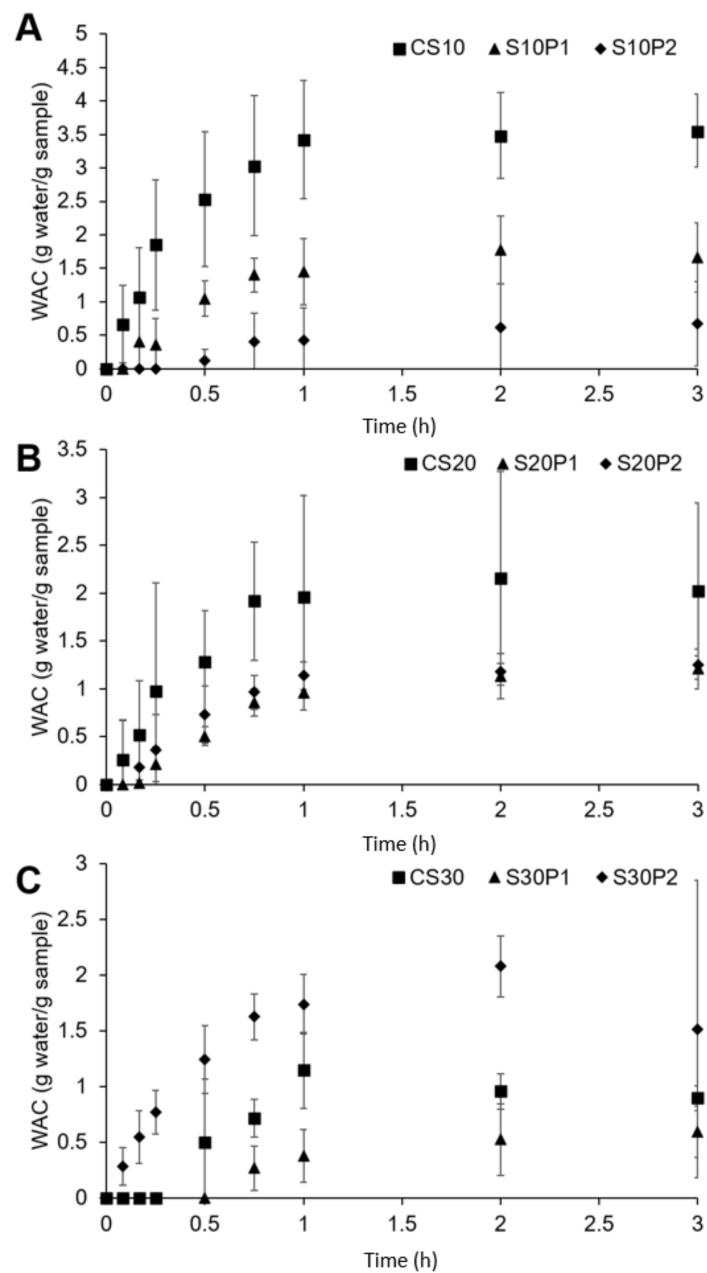 A
CS10 S10P1 S10P2
WAC (g water/g sample)
5
4.5
4
3.5
3
2.5
2
1.5
1
0.5
0
0 0.5 1 1.5 2 2.5 3
Time (h)
B
CS20 S20P1 S20P2
WAC (g water/g sample)
3.5
3
2.5
2
1.5
1
0.5
0
0 0.5 1 1.5 2 2.5 3
Time (h)
C
CS30 S30P1 S30P2
WAC (g water/g sample)
3
2.5
2
1.5
1
0.5
0
0 0.5 1 1.5 2 2.5 3
Time (h)